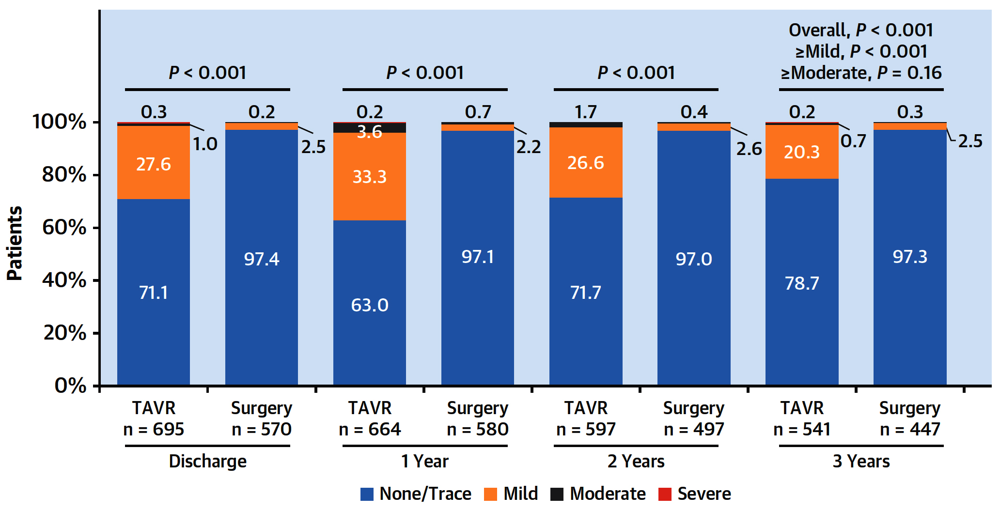 Overall, P < 0.001
≥Mild, P < 0.001
P < 0.001 P < 0.001 P < 0.001 ≥Moderate, P = 0.16
0.3 0.2 0.2 0.7 1.7 0.4 0.2 0.3
100%
80%
60%
40%
20%
0%
Patients
1.0
27.6
71.1
2.5
97.4
3.6
33.3
63.0
2.2
97.1
26.6
71.7
2.6
97.0
0.7
20.3
78.7
2.5
97.3
TAVR Surgery TAVR Surgery TAVR Surgery TAVR Surgery
n = 695 n = 570 n = 664 n = 580 n = 597 n = 497 n = 541 n = 447
Discharge 1 Year 2 Years 3 Years
None/Trace Mild Moderate Severe